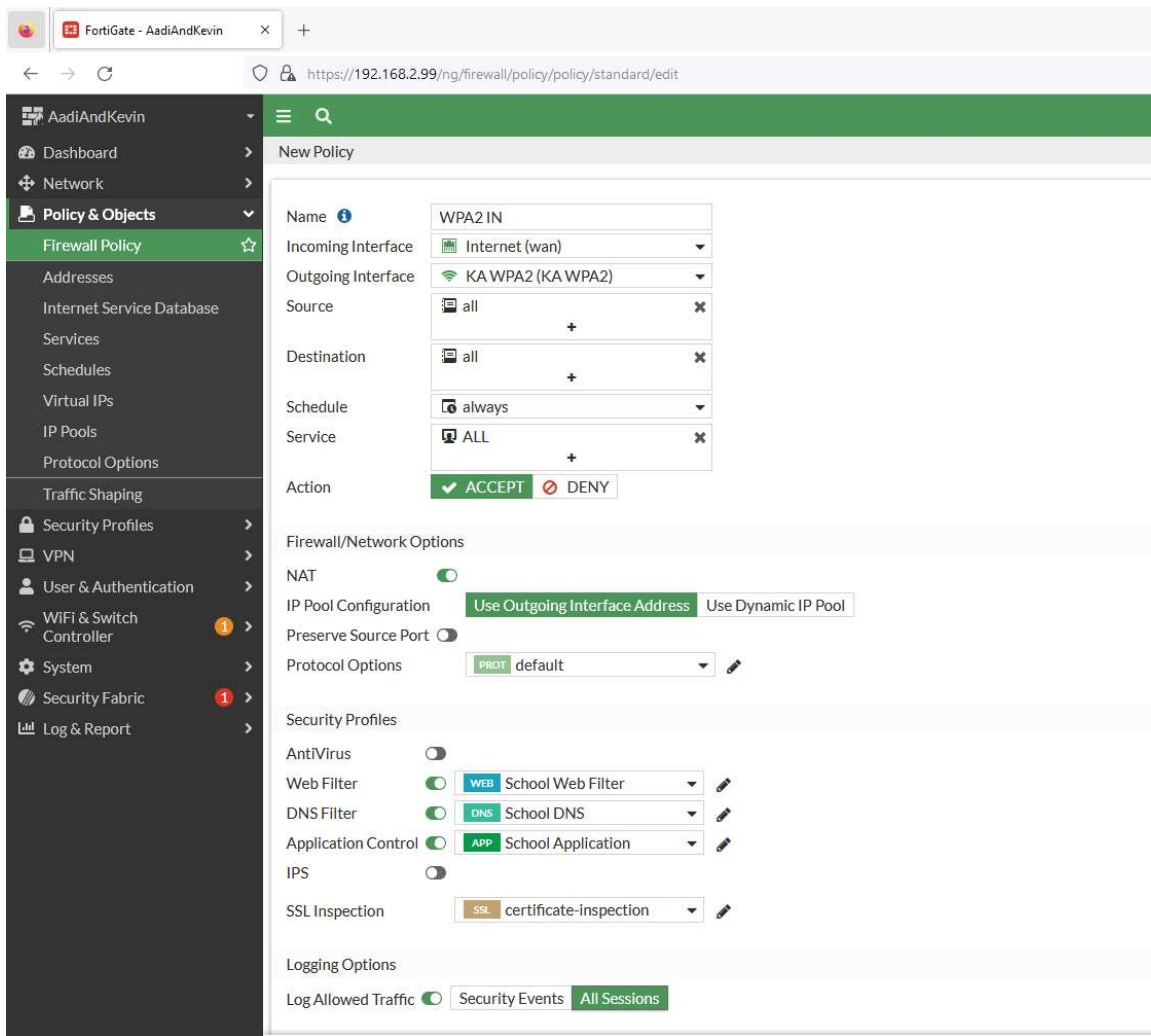 FortiGate - AadiAndKevin
https://192.168.2.99/ng/firewall/policy/policy/standard/edit
AadiAndKevin
Dashboard
Network
Policy & Objects
Firewall Policy
Addresses
Internet Service Database
Services
Schedules
Virtual IPs
IP Pools
Protocol Options
Traffic Shaping
Security Profiles
VPN
User & Authentication
WiFi & Switch
Controller 1
System
Security Fabric 1
Log & Report
New Policy
Name WPA2 IN
Incoming Interface Internet (wan)
Outgoing Interface KA WPA2 (KA WPA2)
Source all
+
Destination all
+
Schedule always
Service ALL
+
Action ACCEPT DENY
Firewall/Network Options
NAT
IP Pool Configuration Use Outgoing Interface Address Use Dynamic IP Pool
Preserve Source Port
Protocol Options PROT default
Security Profiles
AntiVirus
Web Filter WEB School Web Filter
DNS Filter DNS School DNS
Application Control APP School Application
IPS
SSL Inspection SSL certificate-inspection
Logging Options
Log Allowed Traffic Security Events All Sessions